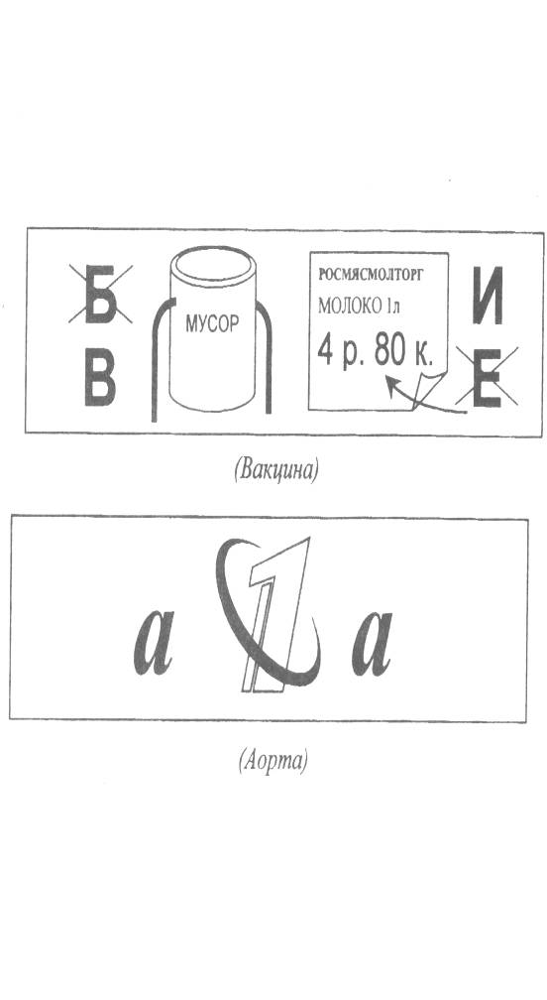 Б
В
МУСОР
РОСМЯСМОЛТОРГ
МОЛОКО 1л
4 р. 80 к.
И
Е
(Вакцина)
а 1 а
(Аорта)